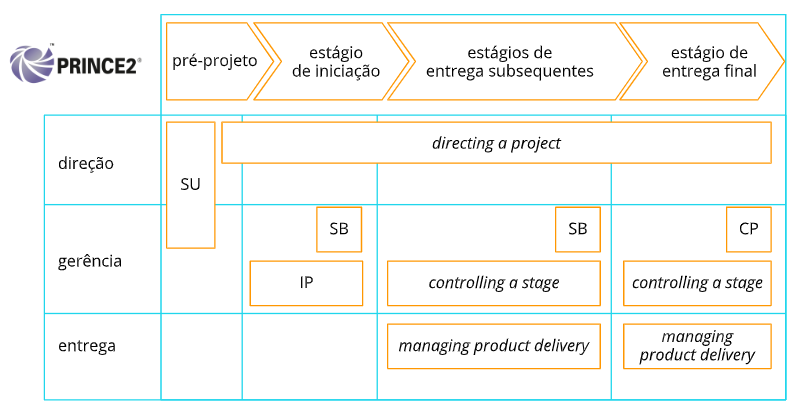 PRINCE2®
pré-projeto
estágio
de iniciação
estágios de
entrega subsequentes
estágio de
entrega final
direção
SU
directing a project
gerência
SB
SB
CP
IP
controlling a stage
controlling a stage
entrega
managing product delivery
managing
product delivery